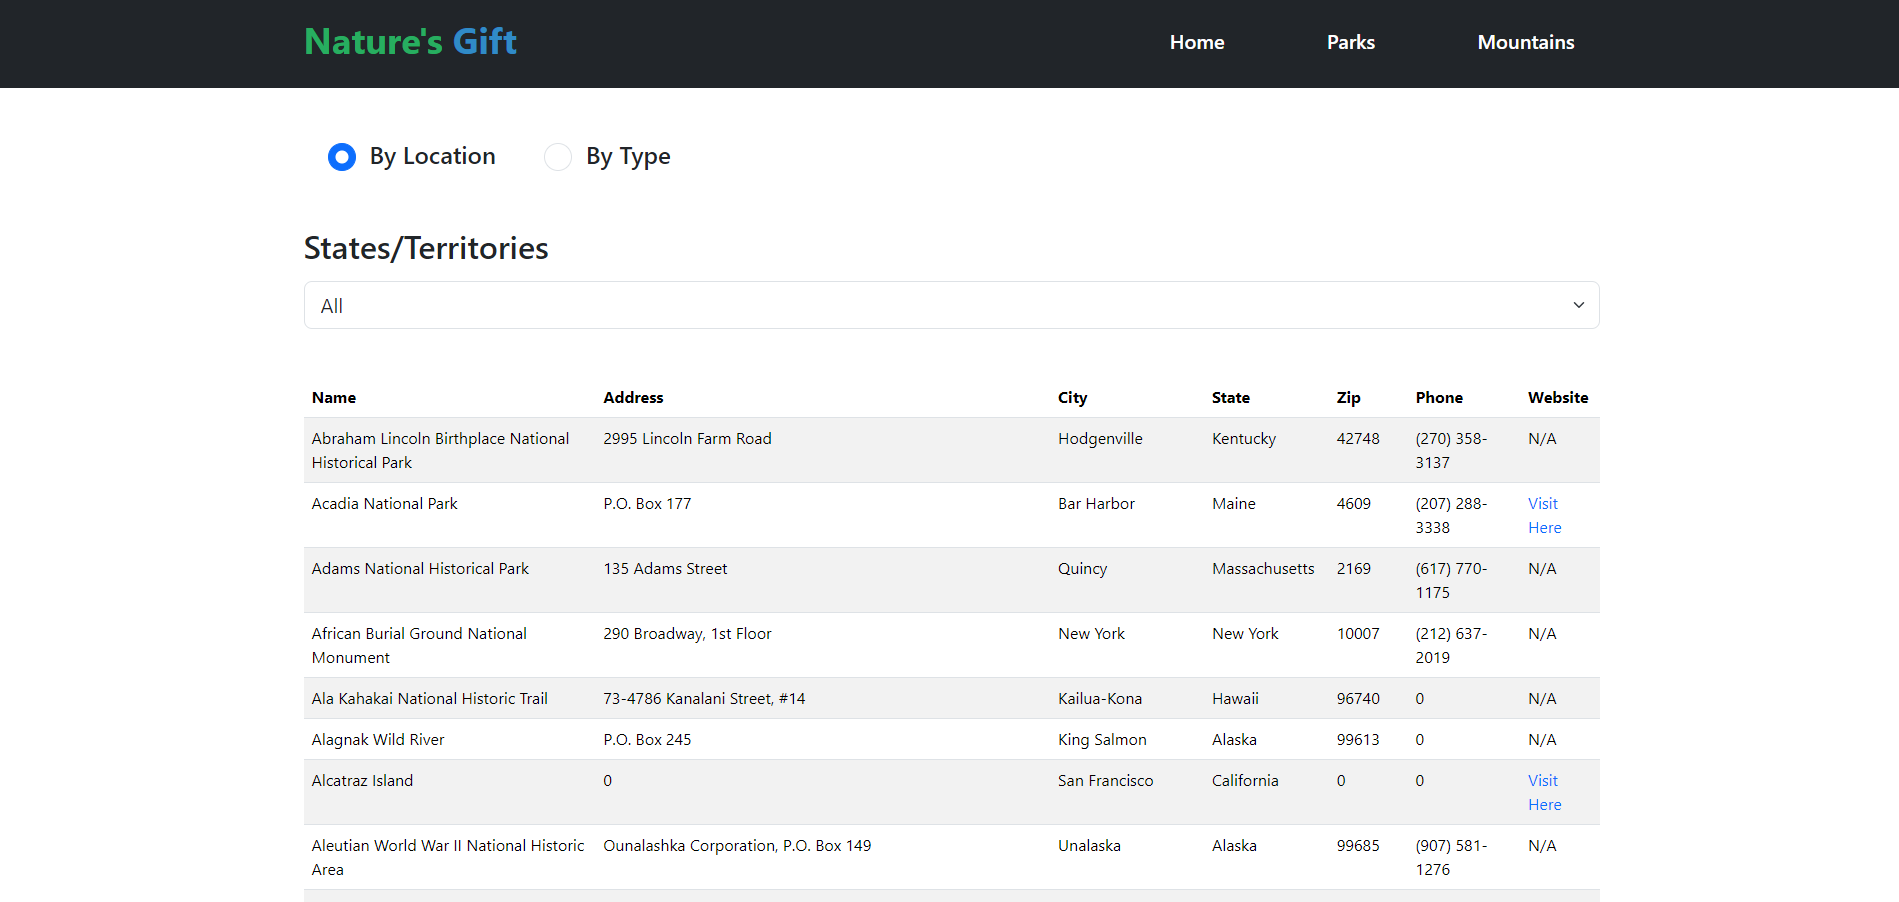 Nature's Gift Home Parks Mountains
By Location By Type
States/Territories
All
Name Address City State Zip Phone Website
Abraham Lincoln Birthplace National 2995 Lincoln Farm Road Hodgenville Kentucky 42748 (270) 358- N/A
Historical Park 3137
Acadia National Park P.O. Box 177 Bar Harbor Maine 4609 (207) 288- Visit
3338 Here
Adams National Historical Park 135 Adams Street Quincy Massachusetts 2169 (617) 770- N/A
1175
African Burial Ground National 290 Broadway, 1st Floor New York New York 10007 (212) 637- N/A
Monument 2019
Ala Kahakai National Historic Trail 73-4786 Kanalani Street, #14 Kailua-Kona Hawaii 96740 0 N/A
Alagnak Wild River P.O. Box 245 King Salmon Alaska 99613 0 N/A
Alcatraz Island 0 San Francisco California 0 0 Visit
Here
Aleutian World War II National Historic Ounalashka Corporation, P.O. Box 149 Unalaska Alaska 99685 (907) 581- N/A
Area 1276